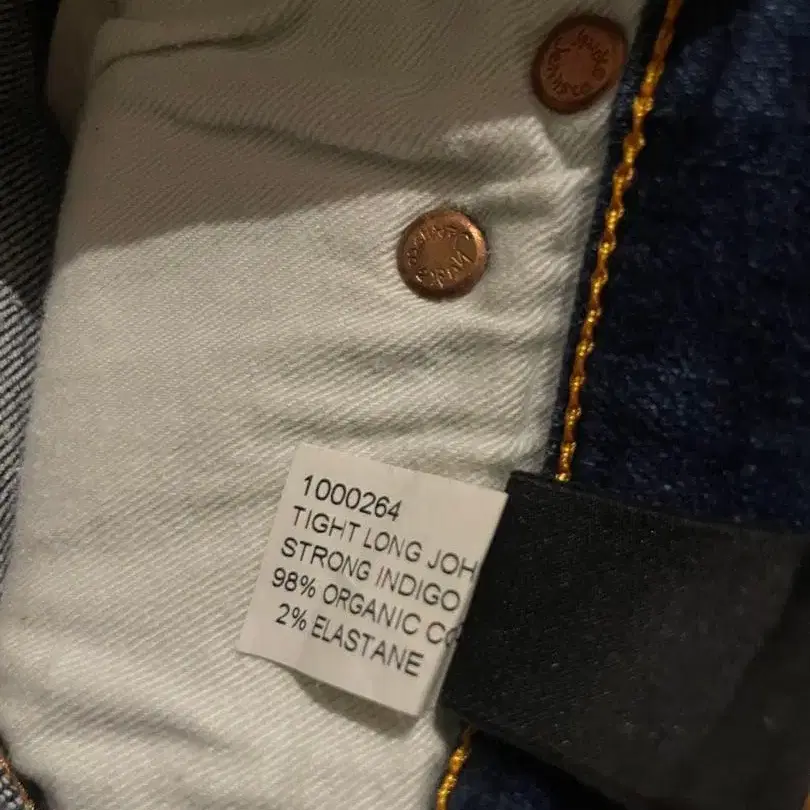 1000264
TIGHT LONG JOH
STRONG INDIGO
98% ORGANIC CO
2% ELASTANE